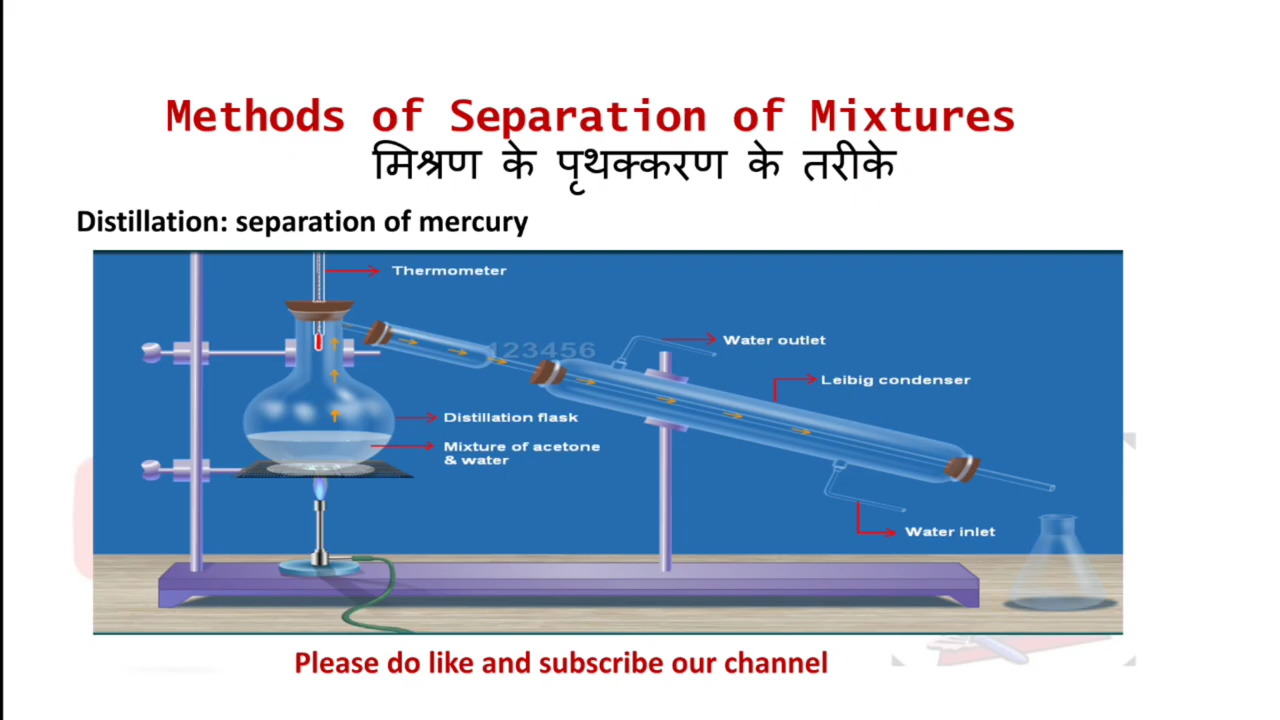 Methods of Separation of Mixtures
मिश्रण के पृथक्करण के तरीके
Distillation: separation of mercury
Thermometer
123456
Water outlet
Leibig condenser
Distillation flask
Mixture of acetone
& water
Water inlet
Please do like and subscribe our channel